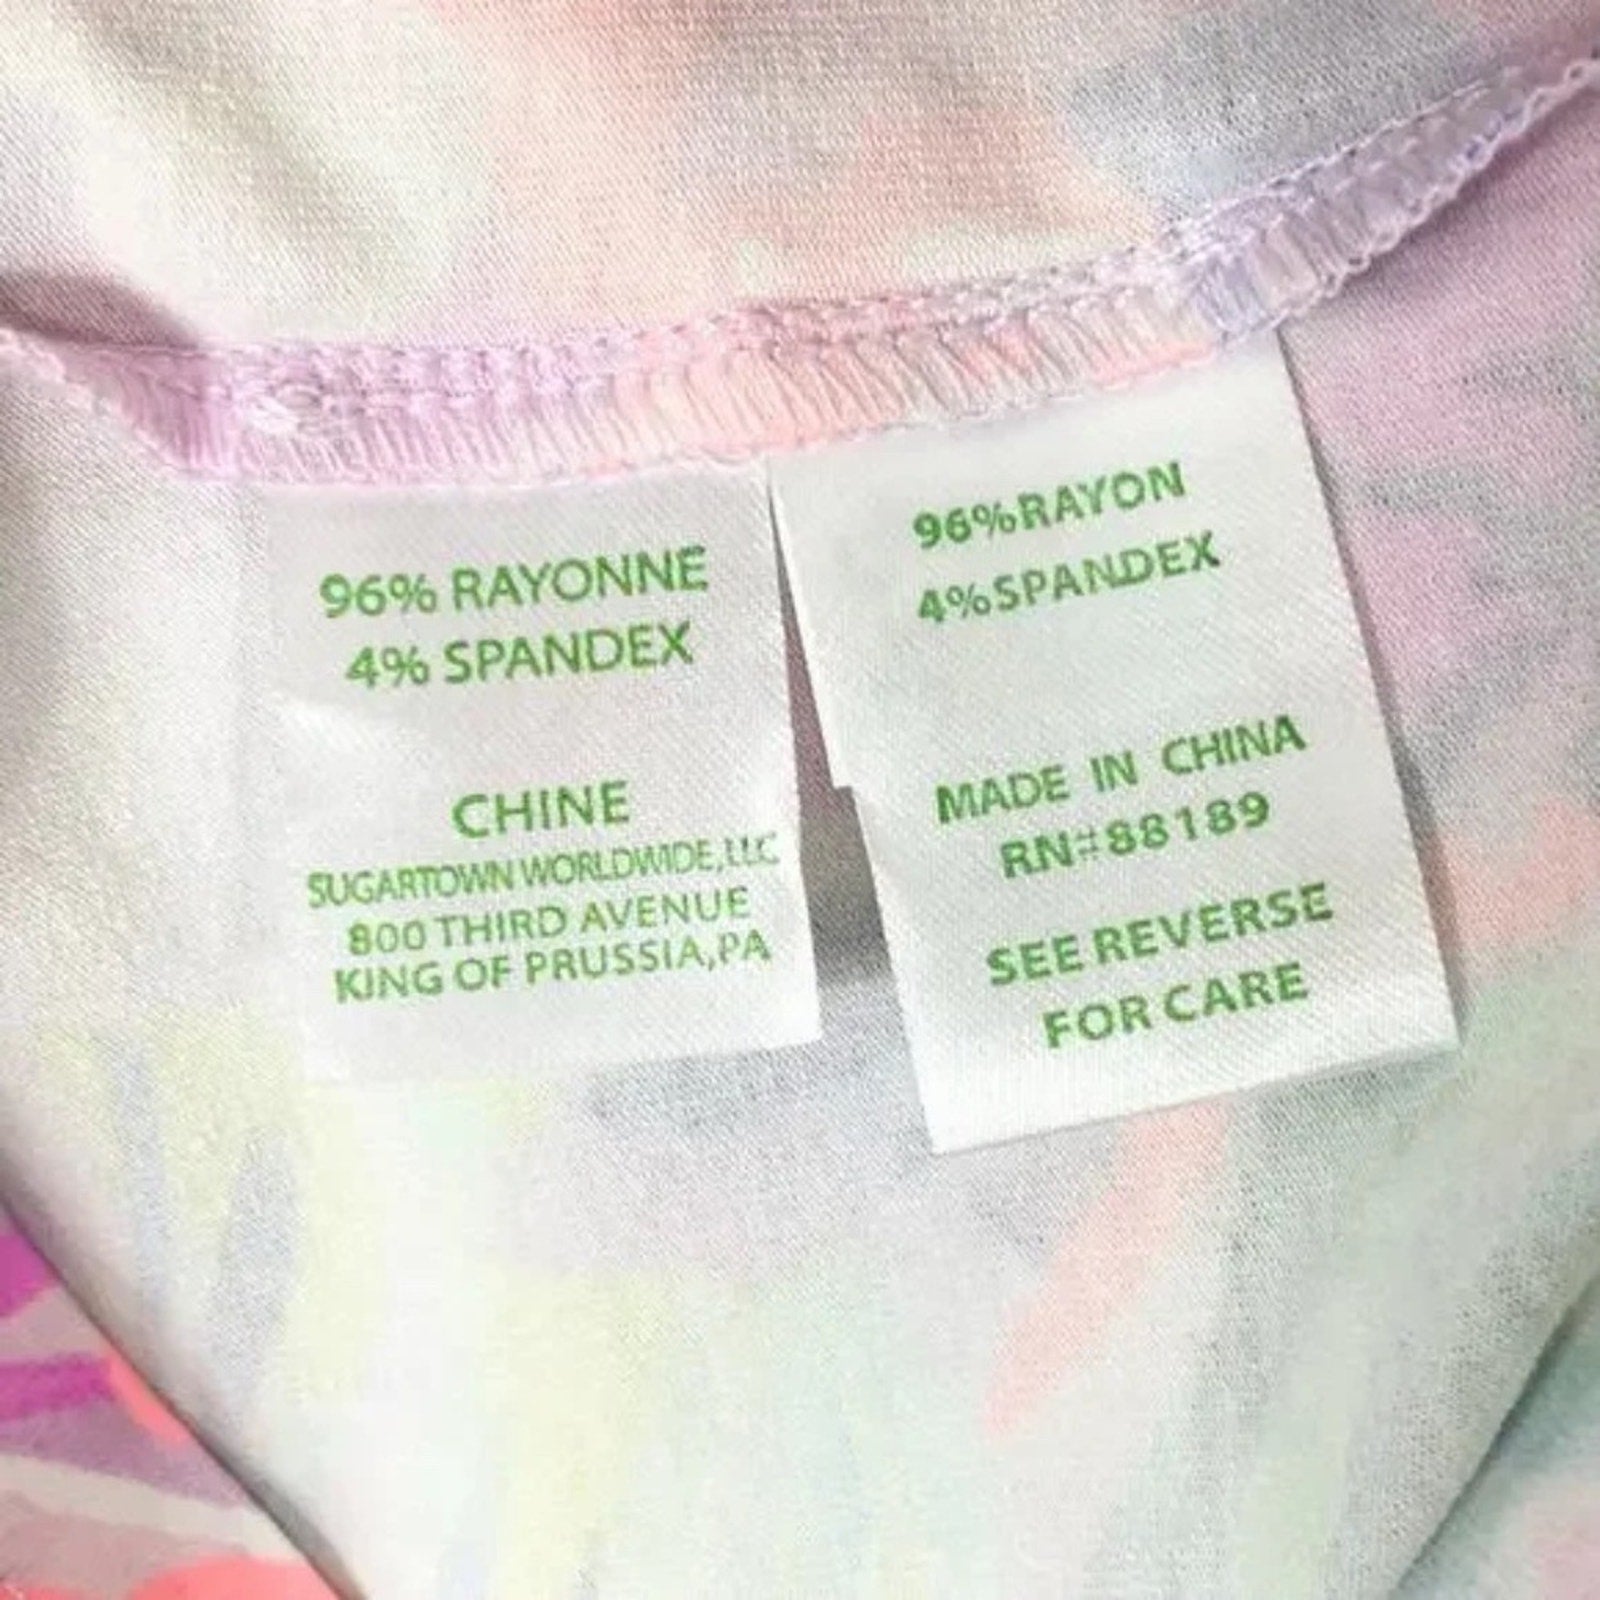 96% RAYONNE
4% SPANDEX
CHINE
SUGARTOWN WORLDWIDE,LLC
800 THIRD AVENUE
KING OF PRUSSIA,PA
96%RAYON
4%SPANDEX
MADE IN CHINA
RN#88189
SEE REVERSE
FOR CARE